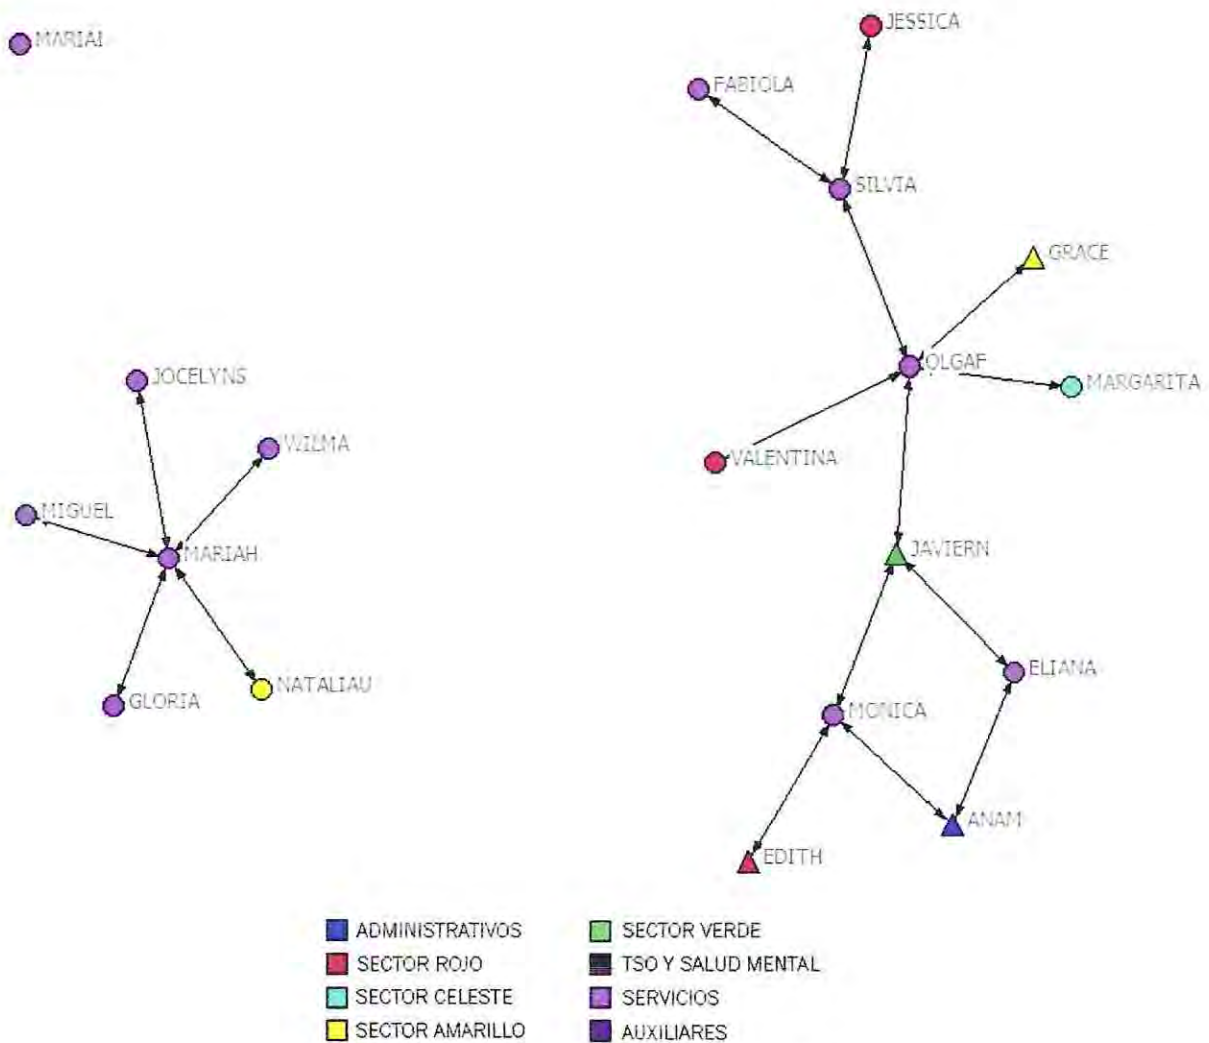 JESSICA
MARIAI
FABIOLA
SILVIA
GRACE
OLGAF
JOCELYNS
MARGARITA
WILMA
VALENTINA
MIGUEL
MARIAH
JAVIERN
ELIANA
NATALIAU
GLORIA
MONICA
ANAM
EDITH
ADMINISTRATIVOS
SECTOR VERDE
SECTOR ROJO
TSO Y SALUD MENTAL
SECTOR CELESTE
SERVICIOS
SECTOR AMARILLO
AUXILIARES